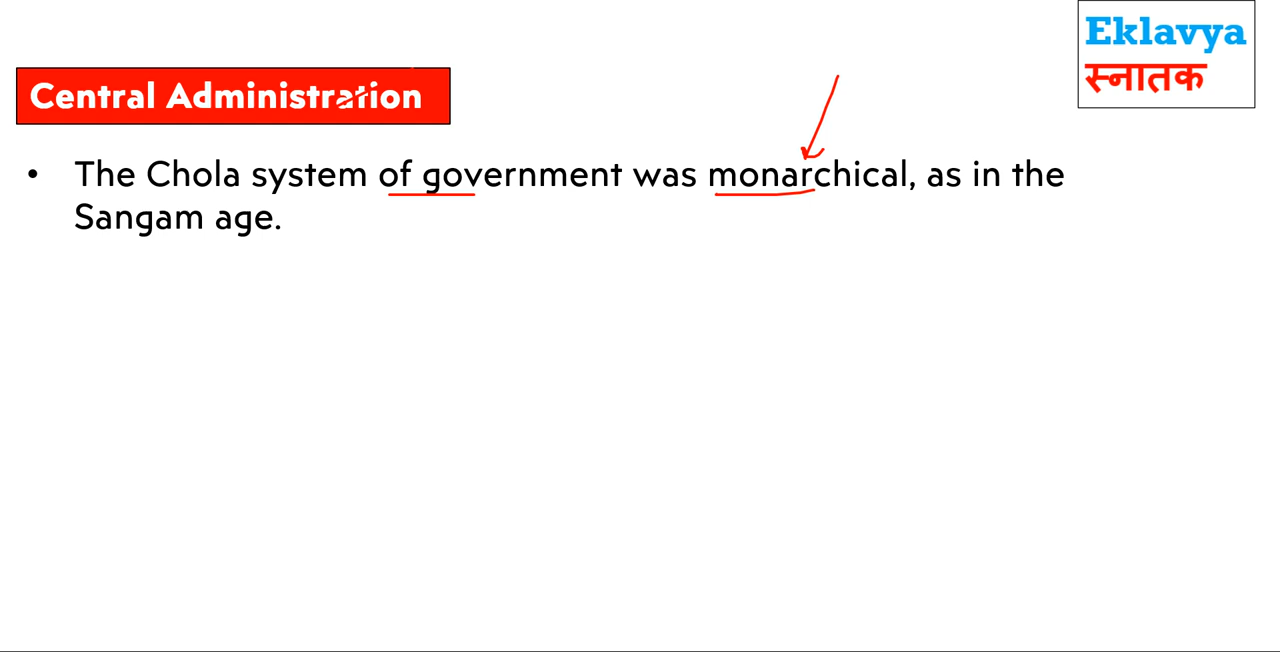 Eklavya
स्नातक
Central Administration
• The Chola system of government was monarchical, as in the
Sangam age.